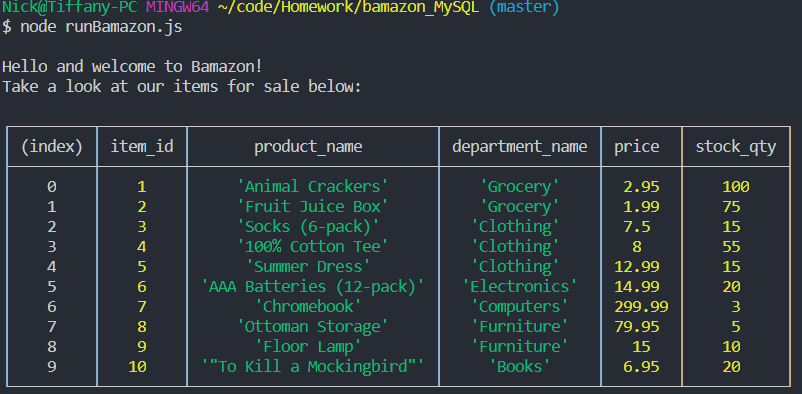 Nick@Tiffany-PC MINGW64 ~/code/Homework/bamazon_MySQL (master)
$ node runBamazon.js
Hello and welcome to Bamazon!
Take a look at our items for sale below:
(index) item_id product_name department_name price stock_qty
0 1 'Animal Crackers' 'Grocery' 2.95 100
1 2 'Fruit Juice Box' 'Grocery' 1.99 75
2 3 'Socks (6-pack)' 'Clothing' 7.5 15
3 4 '100% Cotton Tee' 'Clothing' 8 55
4 5 'Summer Dress' 'Clothing' 12.99 15
5 6 'AAA Batteries (12-pack)' 'Electronics' 14.99 20
6 7 'Chromebook' 'Computers' 299.99 3
7 8 'Ottoman Storage' 'Furniture' 79.95 5
8 9 'Floor Lamp' 'Furniture' 15 10
9 10 '"To Kill a Mockingbird"' 'Books' 6.95 20